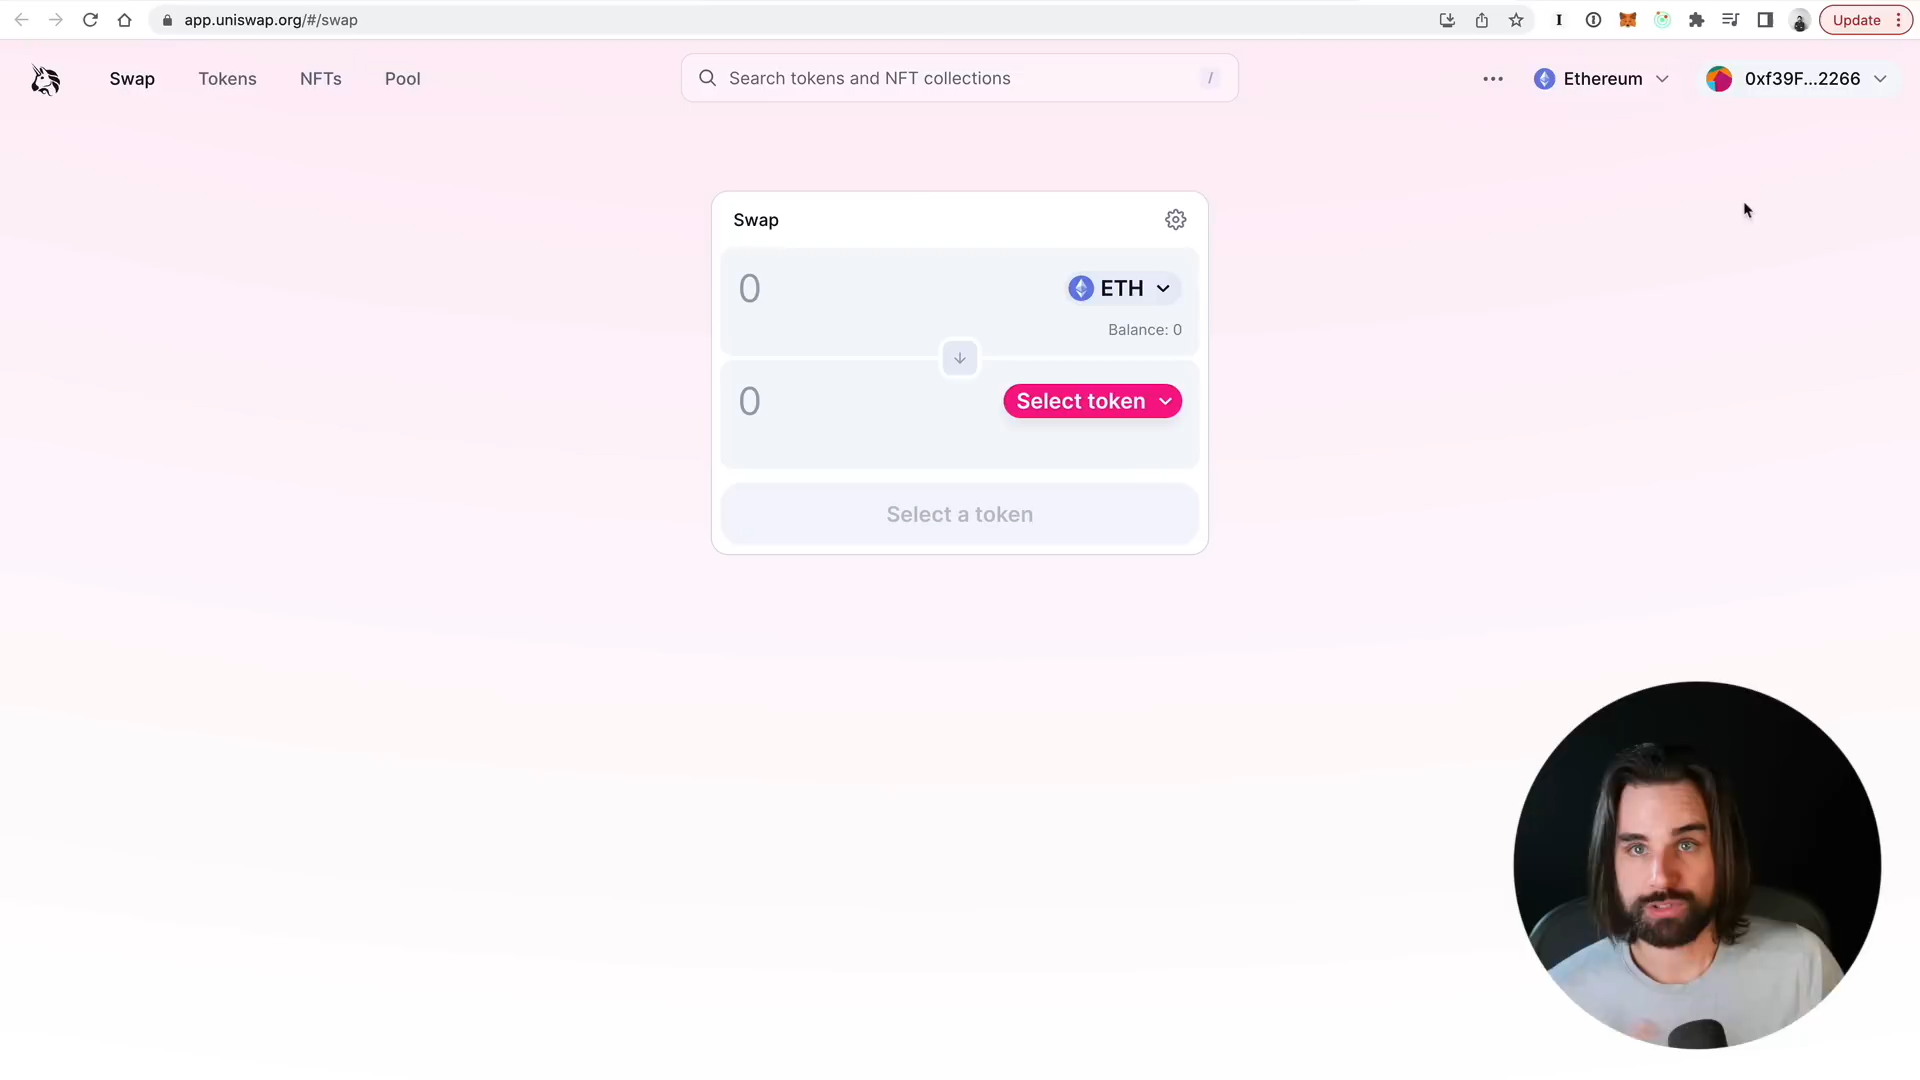 app.uniswap.org/#/swap
Update
Swap
Tokens
NFTs
Pool
Search tokens and NFT collections
/
Ethereum
0xf39F...2266
Swap
0
ETH
Balance: 0
0
Select token
Select a token